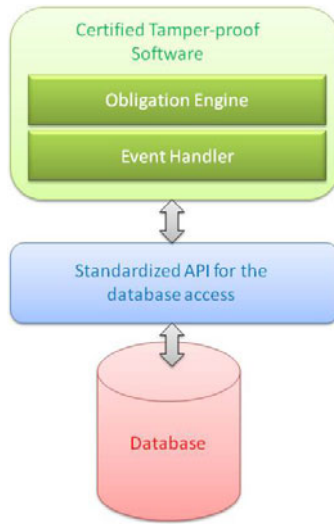 Certified Tamper-proof
Software
Obligation Engine
Event Handler
Standardized API for the
database access
Database